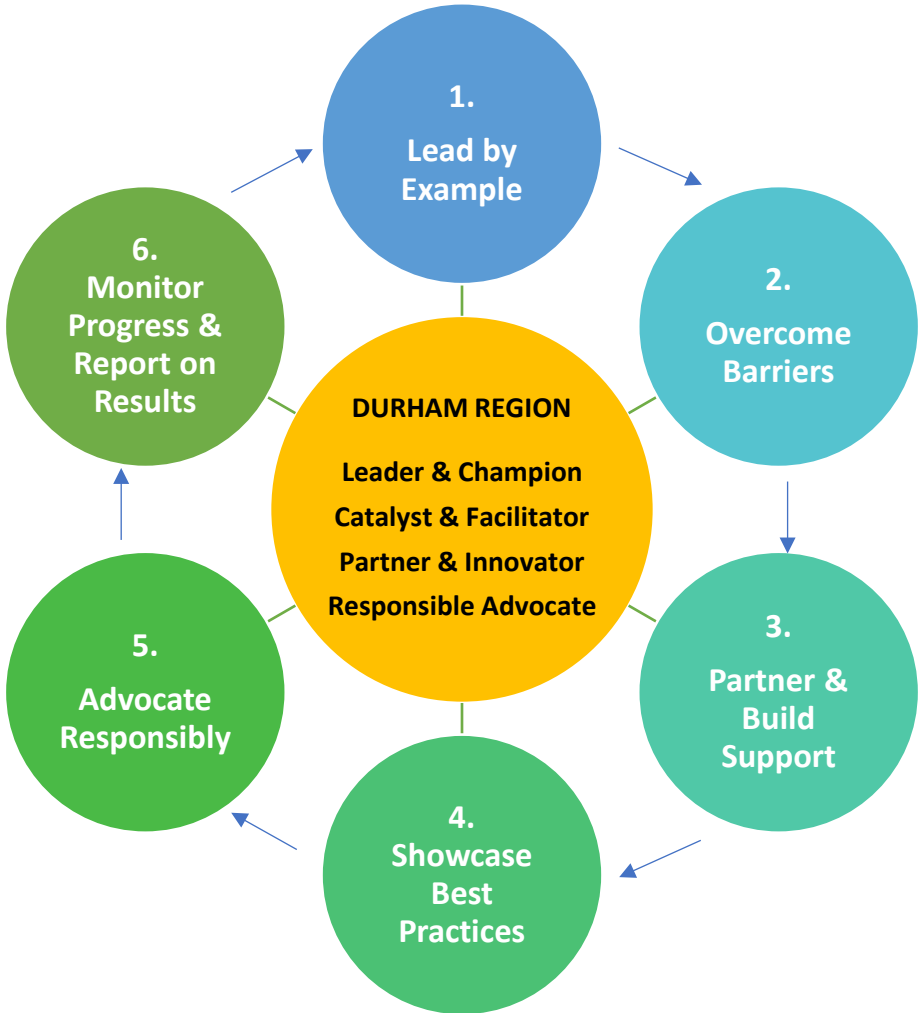 1.
Lead by
Example
2.
Overcome
Barriers
3.
Partner &
Build
Support
4.
Showcase
Best
Practices
5.
Advocate
Responsibly
6.
Monitor
Progress &
Report on
Results
DURHAM REGION
Leader & Champion
Catalyst & Facilitator
Partner & Innovator
Responsible Advocate